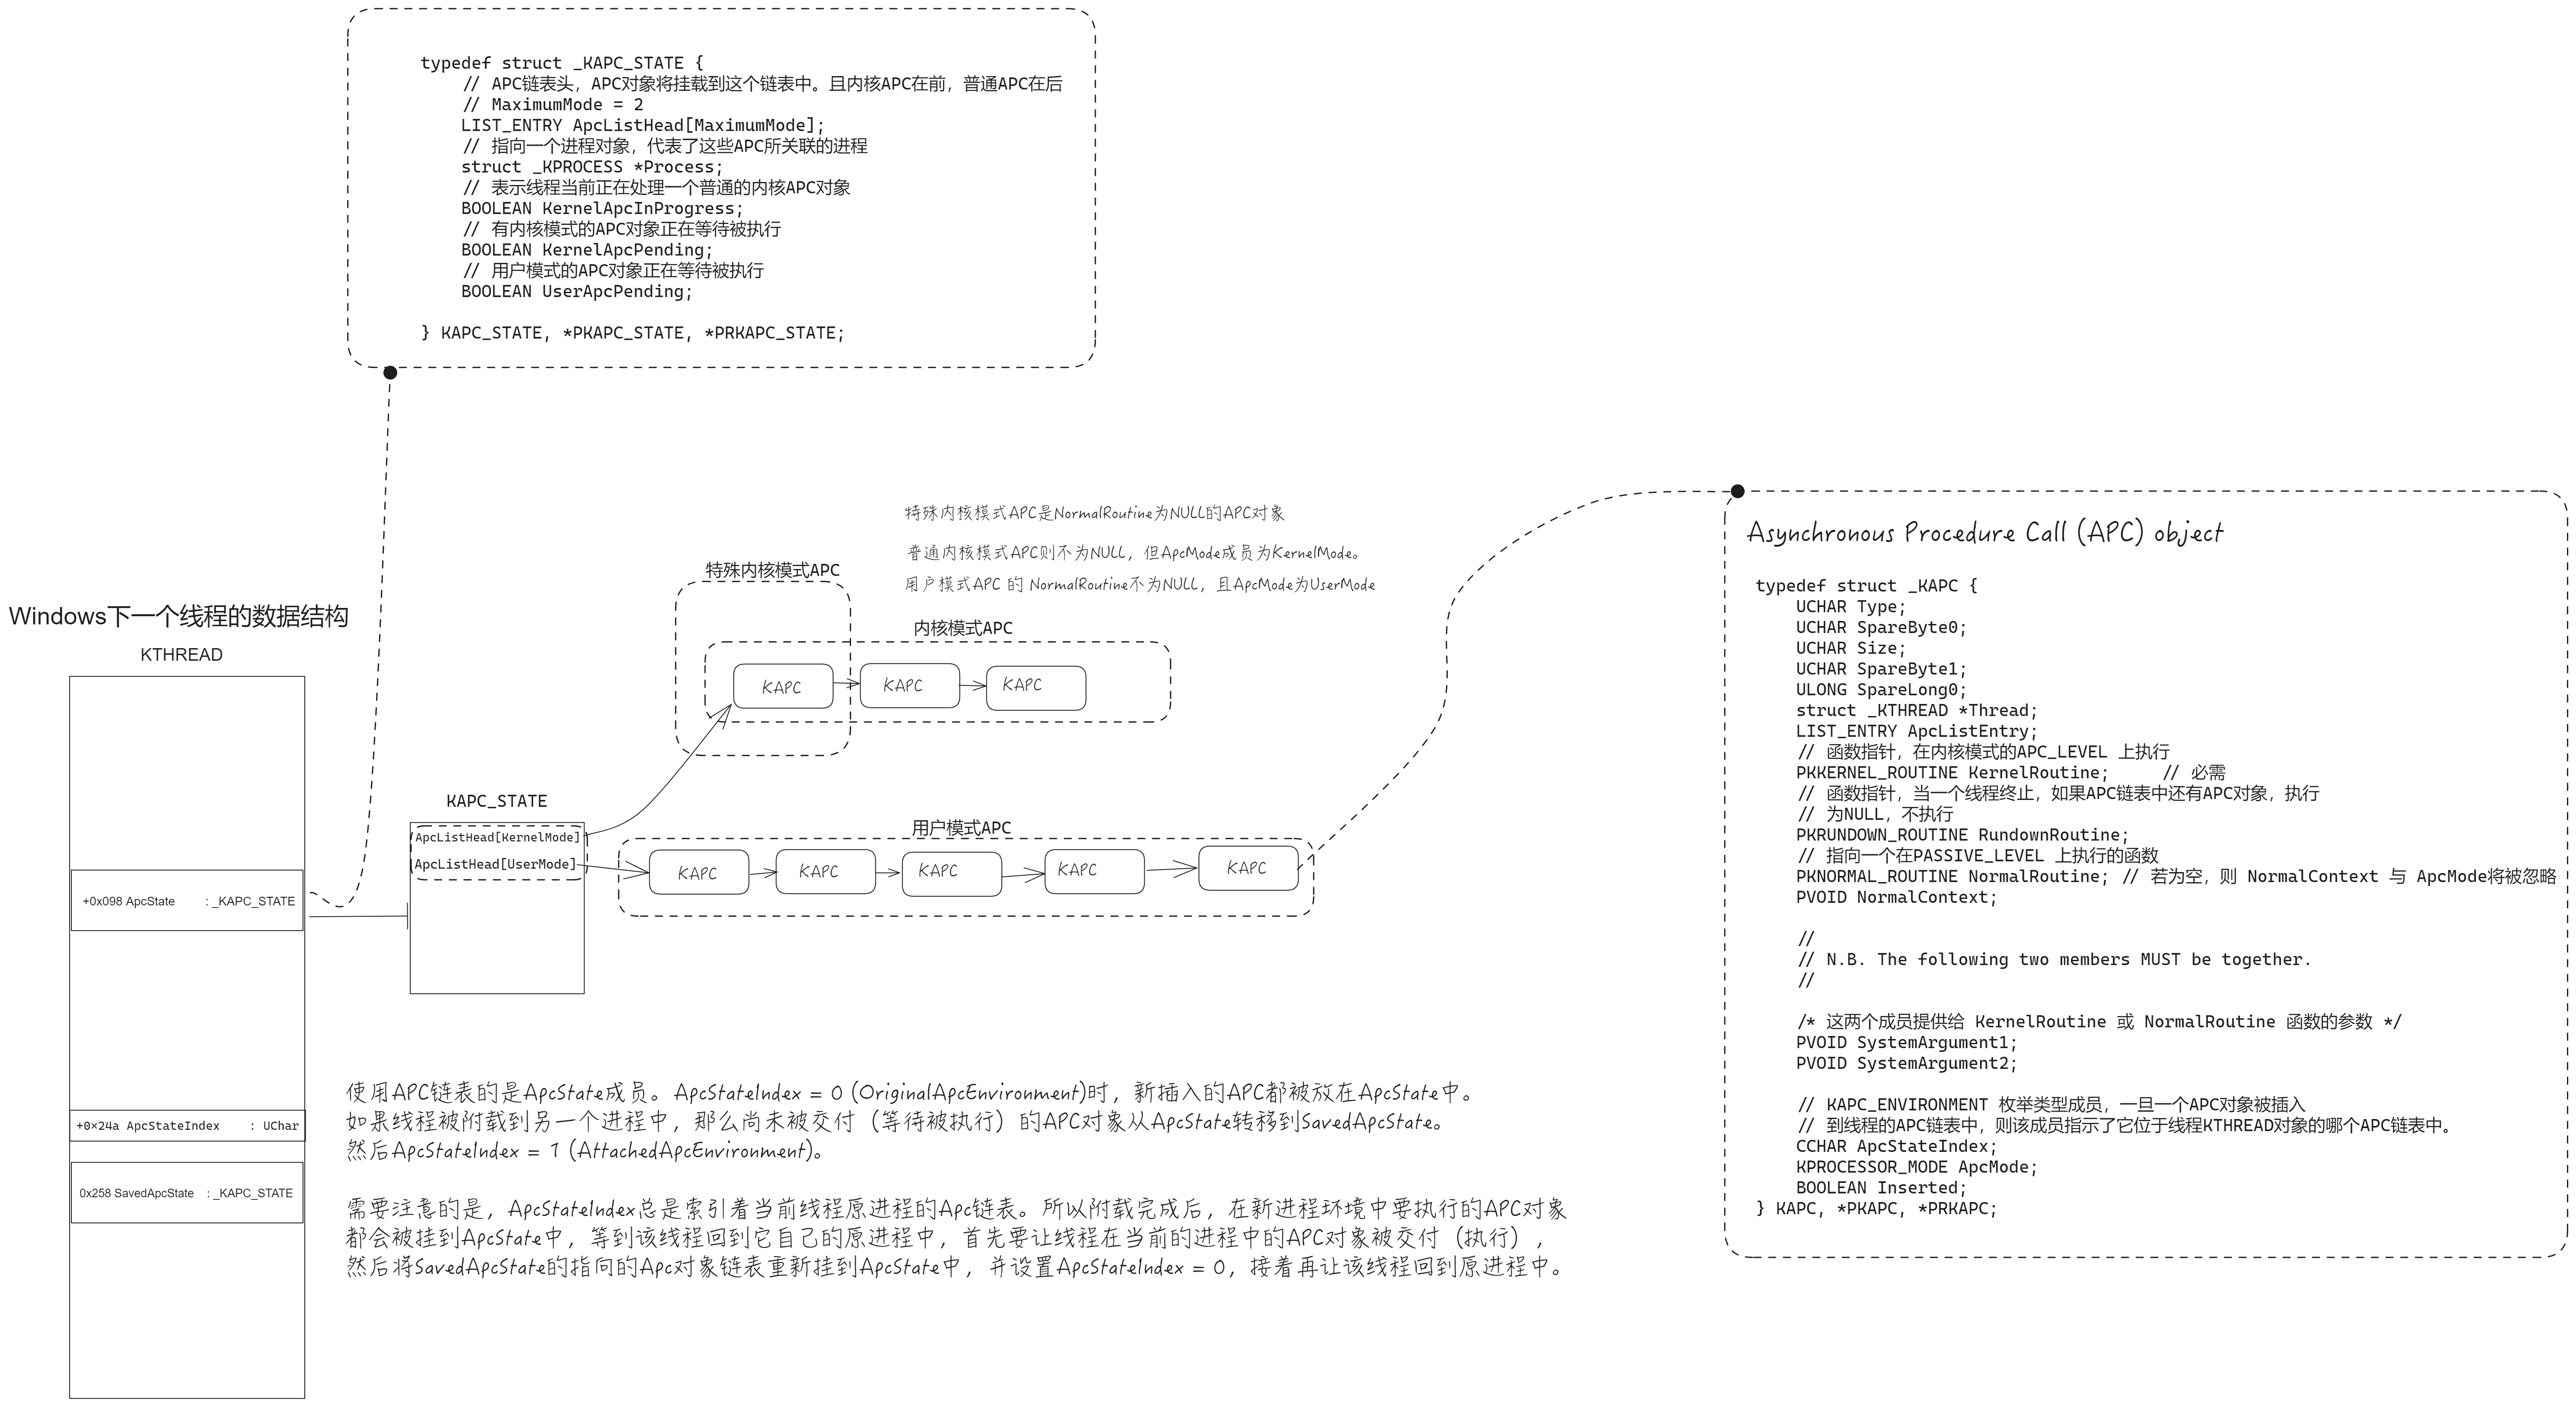 typedef struct _KAPC_STATE {
    // APC链表头，APC对象将挂载到这个链表中。且内核APC在前，普通APC在后
    // MaximumMode = 2
    LIST_ENTRY ApcListHead[MaximumMode];
    // 指向一个进程对象，代表了这些APC所关联的进程
    struct _KPROCESS *Process;
    // 表示线程当前正在处理一个普通的内核APC对象
    BOOLEAN KernelApcInProgress;
    // 有内核模式的APC对象正在等待被执行
    BOOLEAN KernelApcPending;
    // 用户模式的APC对象正在等待被执行
    BOOLEAN UserApcPending;
} KAPC_STATE, *PKAPC_STATE, *PRKAPC_STATE;
特殊内核模式APC是NormalRoutine为NULL的APC对象
普通内核模式APC则不为NULL，但ApcMode成员为KernelMode。
用户模式APC 的 NormalRoutine不为NULL，且ApcMode为UserMode
特殊内核模式APC
内核模式APC
KAPC
KAPC
KAPC
Windows下一个线程的数据结构
KTHREAD
+0x098 ApcState : _KAPC_STATE
+0×24a ApcStateIndex : UChar
0x258 SavedApcState : _KAPC_STATE
KAPC_STATE
ApcListHead[KernelMode]
ApcListHead[UserMode]
用户模式APC
KAPC
KAPC
KAPC
KAPC
KAPC
使用APC链表的是ApcState成员。ApcStateIndex = 0 (OriginalApcEnvironment)时，新插入的APC都被放在ApcState中。
如果线程被附载到另一个进程中，那么尚未被交付（等待被执行）的APC对象从ApcState转移到SavedApcState。
然后ApcStateIndex = 1 (AttachedApcEnvironment)。
需要注意的是，ApcStateIndex总是索引着当前线程原进程的Apc链表。所以附载完成后，在新进程环境中要执行的APC对象
都会被挂到ApcState中，等到该线程回到它自己的原进程中，首先要让线程在当前的进程中的APC对象被交付（执行），
然后将SavedApcState的指向的Apc对象链表重新挂到ApcState中，并设置ApcStateIndex = 0，接着再让该线程回到原进程中。
Asynchronous Procedure Call (APC) object
typedef struct _KAPC {
    UCHAR Type;
    UCHAR SpareByte0;
    UCHAR Size;
    UCHAR SpareByte1;
    ULONG SpareLong0;
    struct _KTHREAD *Thread;
    LIST_ENTRY ApcListEntry;
    // 函数指针，在内核模式的APC_LEVEL 上执行
    PKKERNEL_ROUTINE KernelRoutine;     // 必需
    // 函数指针，当一个线程终止，如果APC链表中还有APC对象，执行
    // 为NULL，不执行
    PKRUNDOWN_ROUTINE RundownRoutine;
    // 指向一个在PASSIVE_LEVEL 上执行的函数
    PKNORMAL_ROUTINE NormalRoutine; // 若为空，则 NormalContext 与 ApcMode将被忽略
    PVOID NormalContext;
    //
    // N.B. The following two members MUST be together.
    //
    /* 这两个成员提供给 KernelRoutine 或 NormalRoutine 函数的参数 */
    PVOID SystemArgument1;
    PVOID SystemArgument2;
    // KAPC_ENVIRONMENT 枚举类型成员，一旦一个APC对象被插入
    // 到线程的APC链表中，则该成员指示了它位于线程KTHREAD对象的哪个APC链表中。
    CCHAR ApcStateIndex;
    KPROCESSOR_MODE ApcMode;
    BOOLEAN Inserted;
} KAPC, *PKAPC, *PRKAPC;